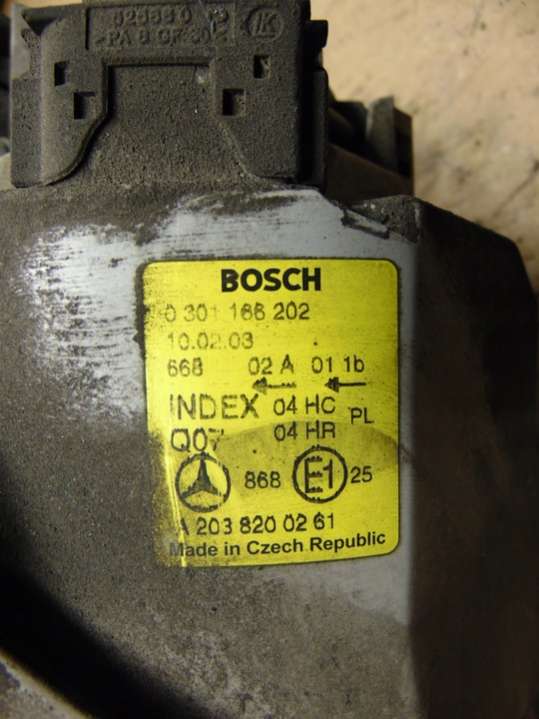 BOSCH
0 301 166 202
10.02.03
668 02 A 01 1b
INDEX 04 HC PL
Q07 04 HR
868 E1 25
A 203 820 02 61
Made in Czech Republic